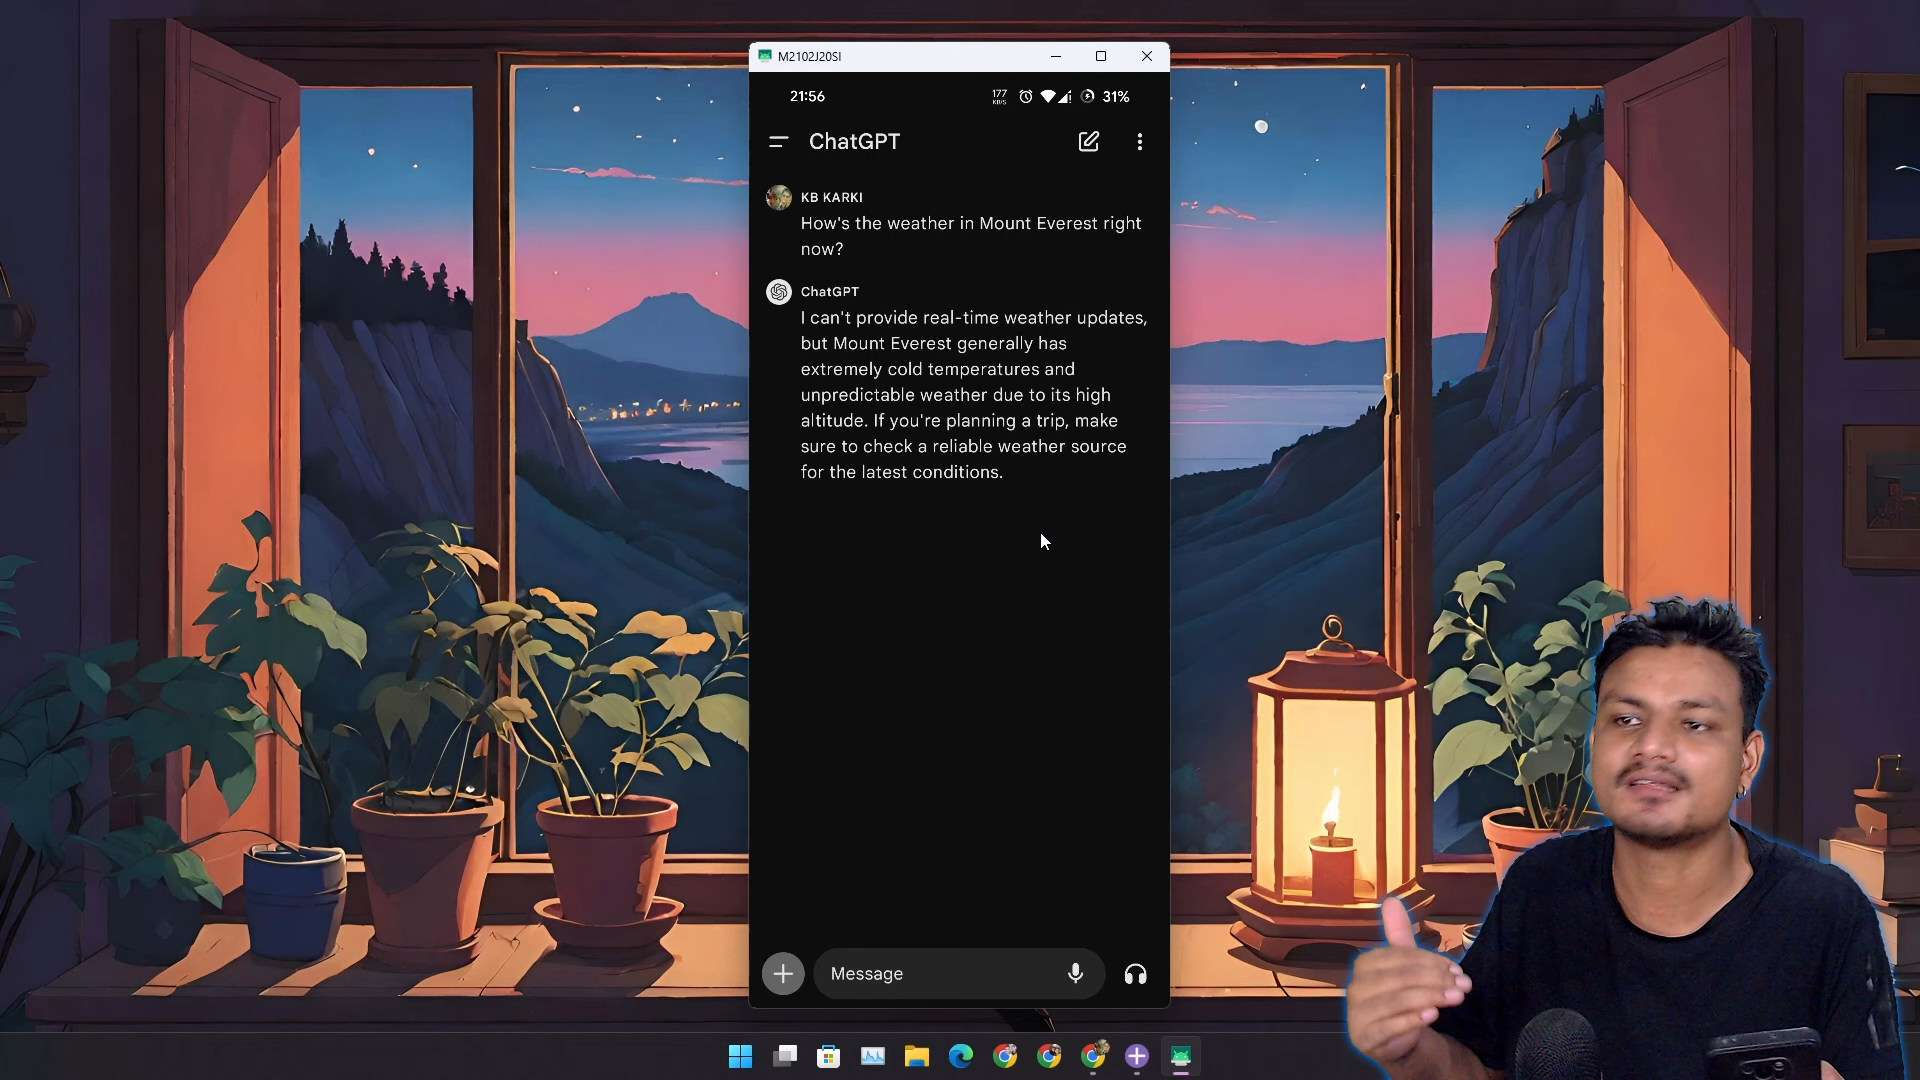 M2102J20SI
21:56
177
KB/S
31%
ChatGPT
KB KARKI
How's the weather in Mount Everest right
now?
ChatGPT
I can't provide real-time weather updates,
but Mount Everest generally has
extremely cold temperatures and
unpredictable weather due to its high
altitude. If you're planning a trip, make
sure to check a reliable weather source
for the latest conditions.
Message